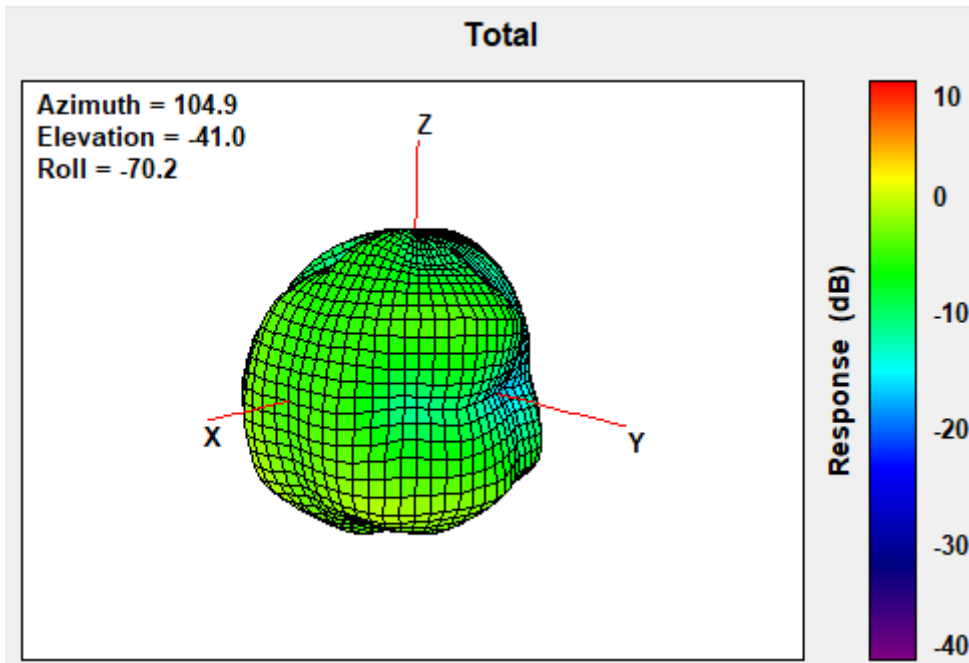 Total
Azimuth = 104.9
Elevation = -41.0
Roll = -70.2
Z
X
Y
10
0
-10
-20
-30
-40
Response (dB)